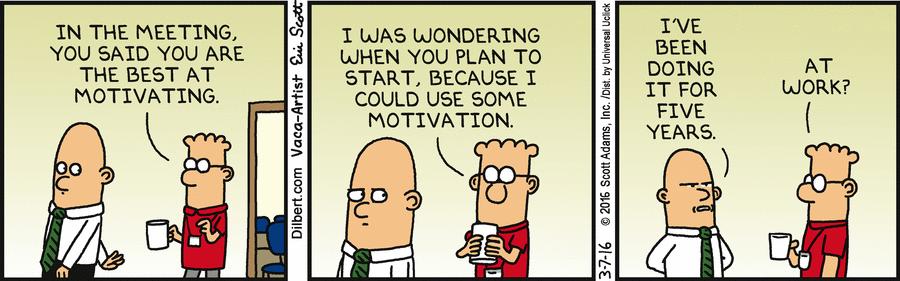 IN THE MEETING,
YOU SAID YOU ARE
THE BEST AT
MOTIVATING.
Dilbert.com Vaca-Artist Eric Scott
I WAS WONDERING
WHEN YOU PLAN TO
START, BECAUSE I
COULD USE SOME
MOTIVATION.
3-7-16 © 2016 Scott Adams, Inc. /Dist. by Universal Uclick
I'VE
BEEN
DOING
IT FOR
FIVE
YEARS.
AT
WORK?